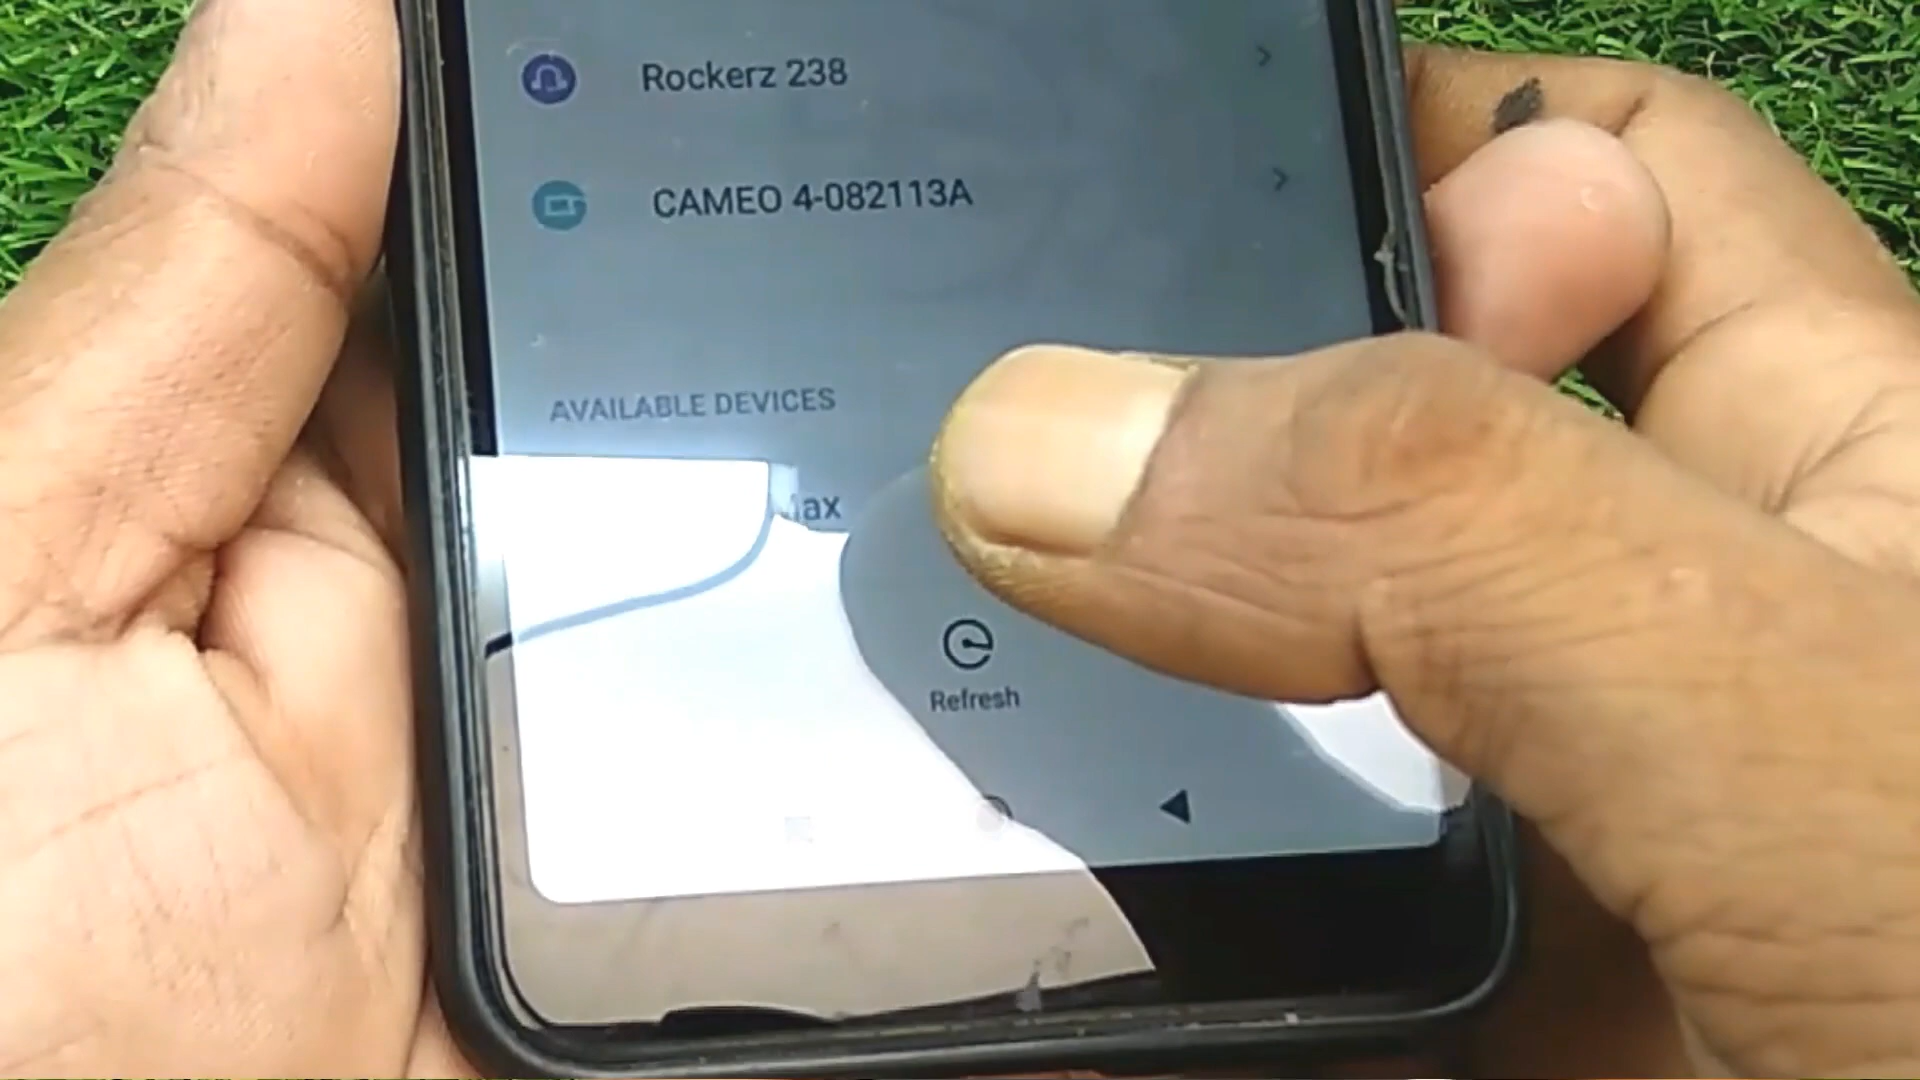 Rockerz 238
CAMEO 4-082113A
AVAILABLE DEVICES
Refresh